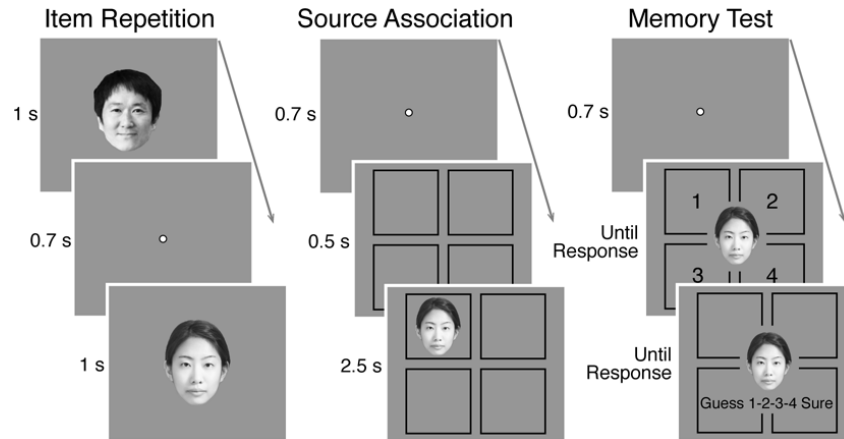 Item Repetition
1 s
0.7 s
1 s
Source Association
0.7 s
0.5 s
2.5 s
Memory Test
0.7 s
Until
Response
1 2
3 4
Until
Response
Guess 1-2-3-4 Sure